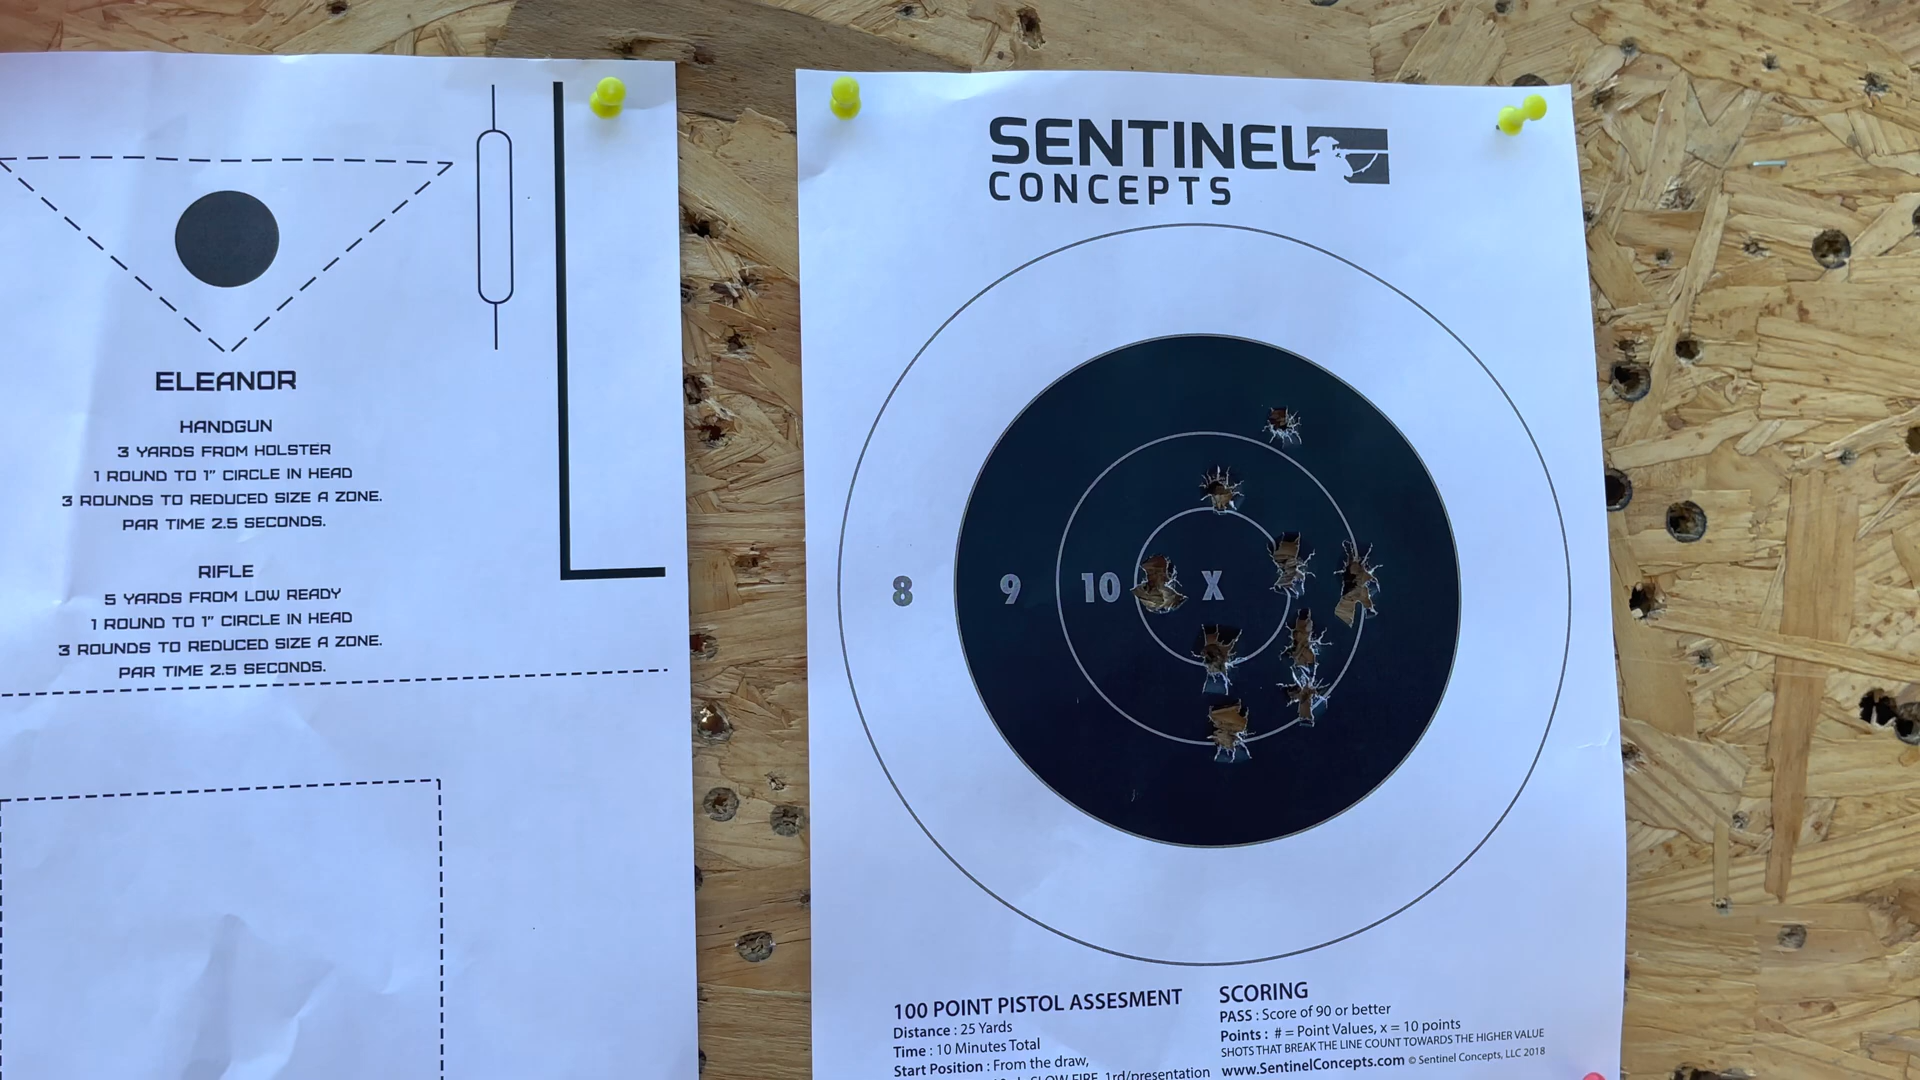 ELEANOR
HANDGUN
3 YARDS FROM HOLSTER
1 ROUND TO 1" CIRCLE IN HEAD
3 ROUNDS TO REDUCED SIZE A ZONE.
PAR TIME 2.5 SECONDS.
RIFLE
5 YARDS FROM LOW READY
1 ROUND TO 1" CIRCLE IN HEAD
3 ROUNDS TO REDUCED SIZE A ZONE.
PAR TIME 2.5 SECONDS.
SENTINEL
CONCEPTS
8 9 10 X
100 POINT PISTOL ASSESMENT
Distance : 25 Yards
Time : 10 Minutes Total
Start Position : From the draw,
SLOW FIRE, 1rd/presentation
SCORING
PASS : Score of 90 or better
Points : # = Point Values, x = 10 points
SHOTS THAT BREAK THE LINE COUNT TOWARDS THE HIGHER VALUE
www.SentinelConcepts.com © Sentinel Concepts, LLC 2018